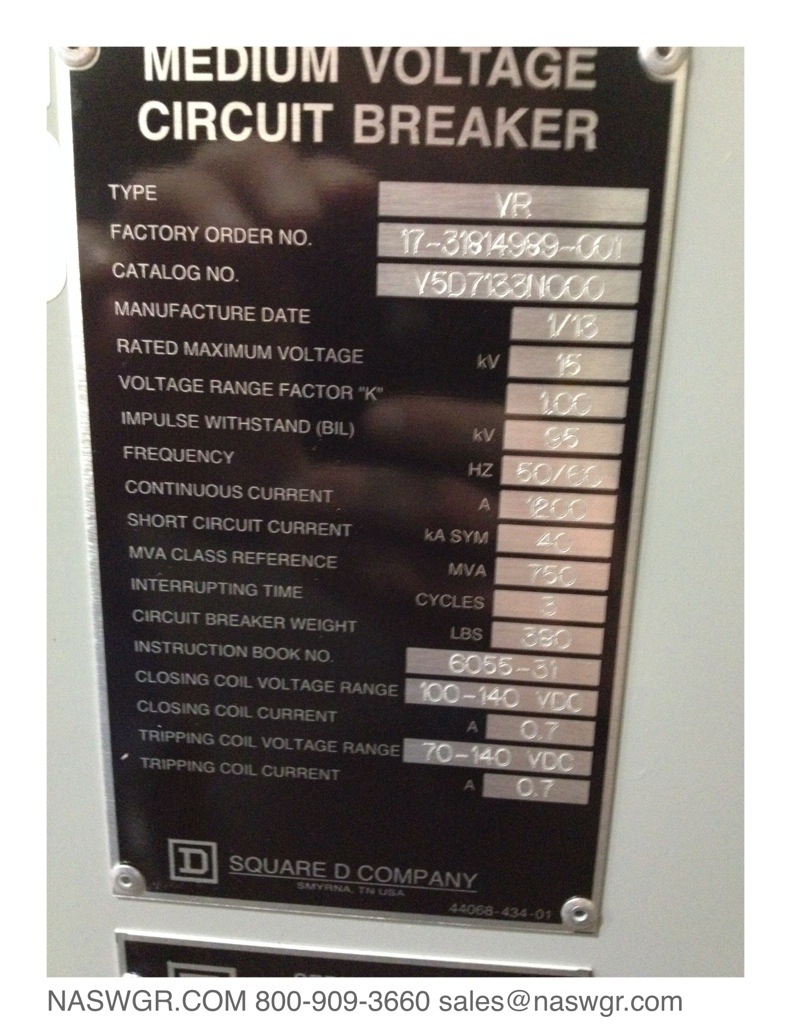 MEDIUM VOLTAGE
CIRCUIT BREAKER
TYPE VR
FACTORY ORDER NO. 17-31814989-001
CATALOG NO. V5D7133N000
MANUFACTURE DATE 1/13
RATED MAXIMUM VOLTAGE kV 15
VOLTAGE RANGE FACTOR "K" 1.00
IMPULSE WITHSTAND (BIL) kV 95
FREQUENCY HZ 50/60
CONTINUOUS CURRENT A 1200
SHORT CIRCUIT CURRENT kA SYM 40
MVA CLASS REFERENCE MVA 750
INTERRUPTING TIME CYCLES 3
CIRCUIT BREAKER WEIGHT LBS
INSTRUCTION BOOK NO. 6055-31
CLOSING COIL VOLTAGE RANGE 100-140 VDC
CLOSING COIL CURRENT A 0.7
TRIPPING COIL VOLTAGE RANGE 70-140 VDC
TRIPPING COIL CURRENT A 0.7
D SQUARE D COMPANY
SMYRNA, TN USA
44068-434-01
NASWGR.COM 800-909-3660 sales@naswgr.com